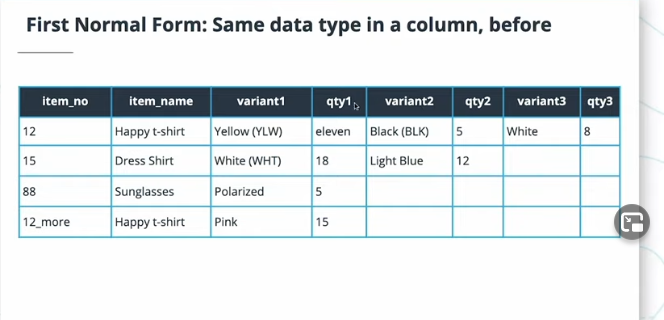 First Normal Form: Same data type in a column, before
item_no item_name variant1 qty1 variant2 qty2 variant3 qty3
12 Happy t-shirt Yellow (YLW) eleven Black (BLK) 5 White 8
15 Dress Shirt White (WHT) 18 Light Blue 12
88 Sunglasses Polarized 5
12_more Happy t-shirt Pink 15